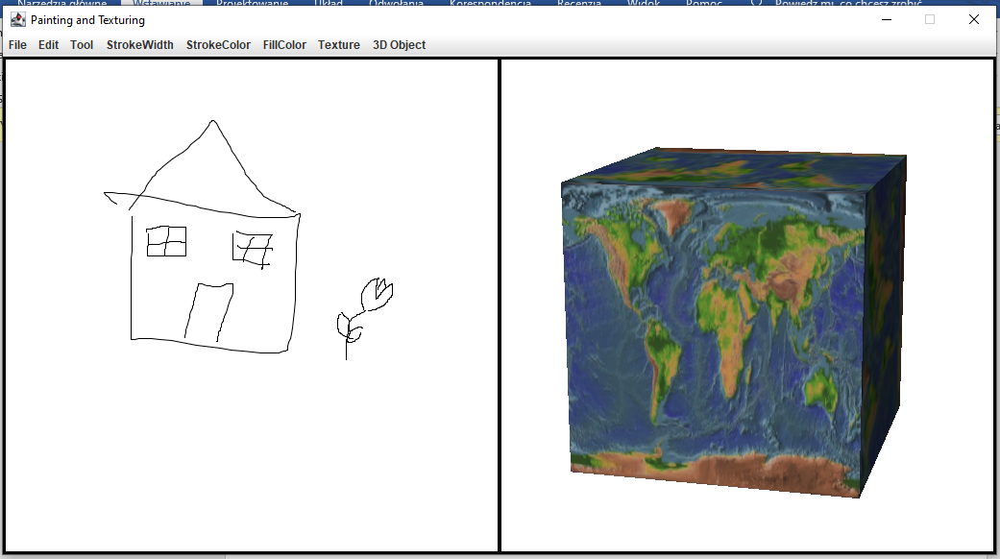 Narzędzia główne Wstawianie Projektowanie Układ Odwołania Korespondencja Recenzja Widok Pomoc Powiedz mi, co chcesz zrobić
Painting and Texturing
File Edit Tool StrokeWidth StrokeColor FillColor Texture 3D Object